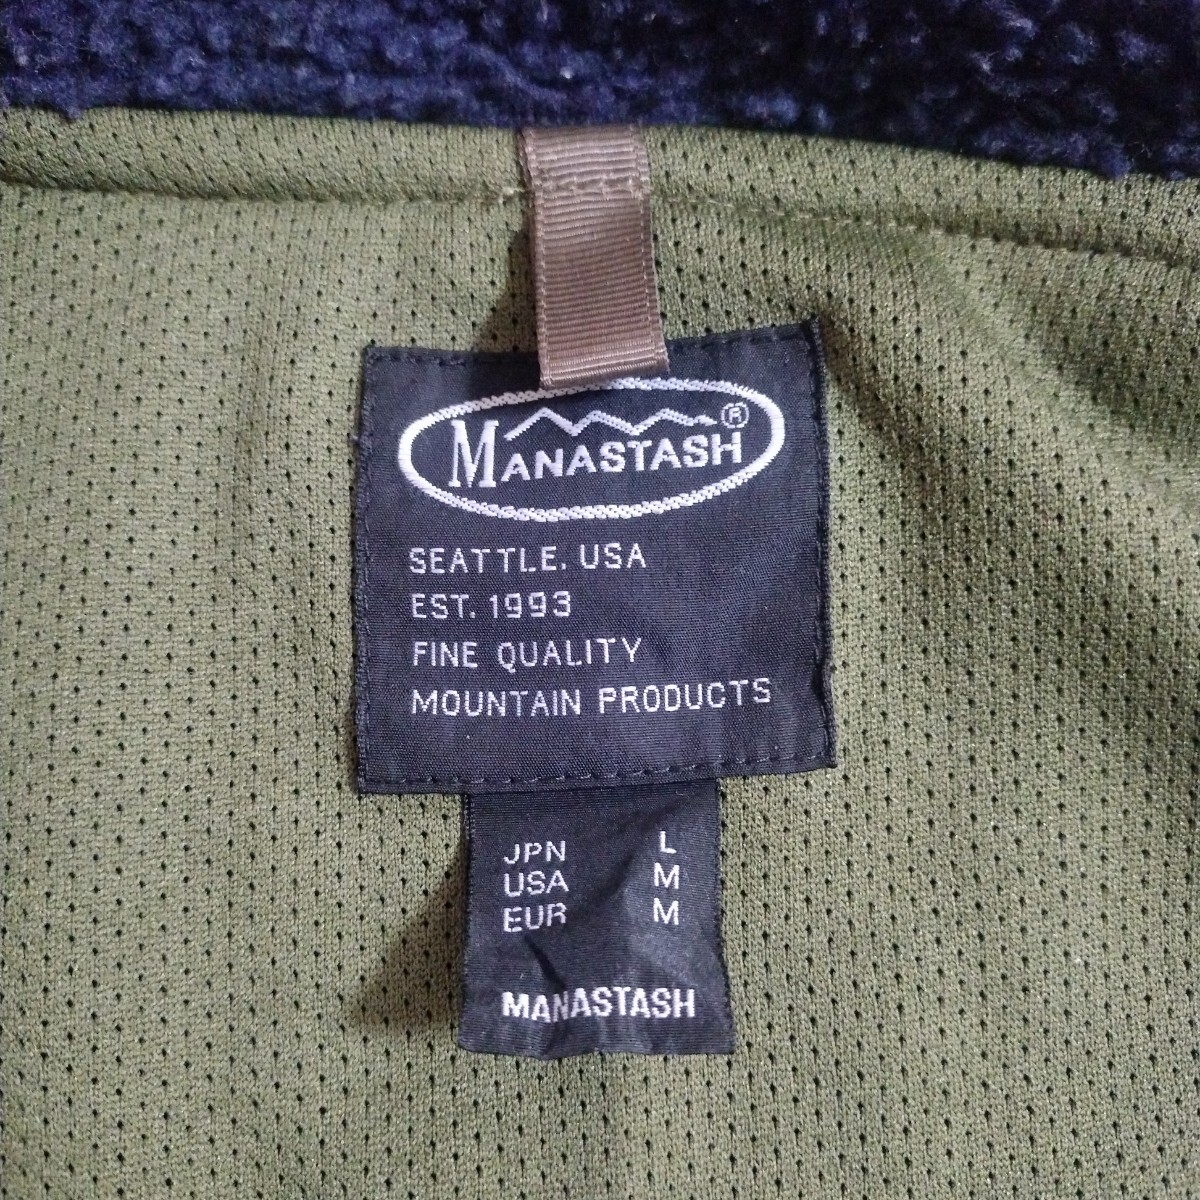 MANASTASH®
SEATTLE. USA
EST. 1993
FINE QUALITY
MOUNTAIN PRODUCTS
JPN L
USA M
EUR M
MANASTASH